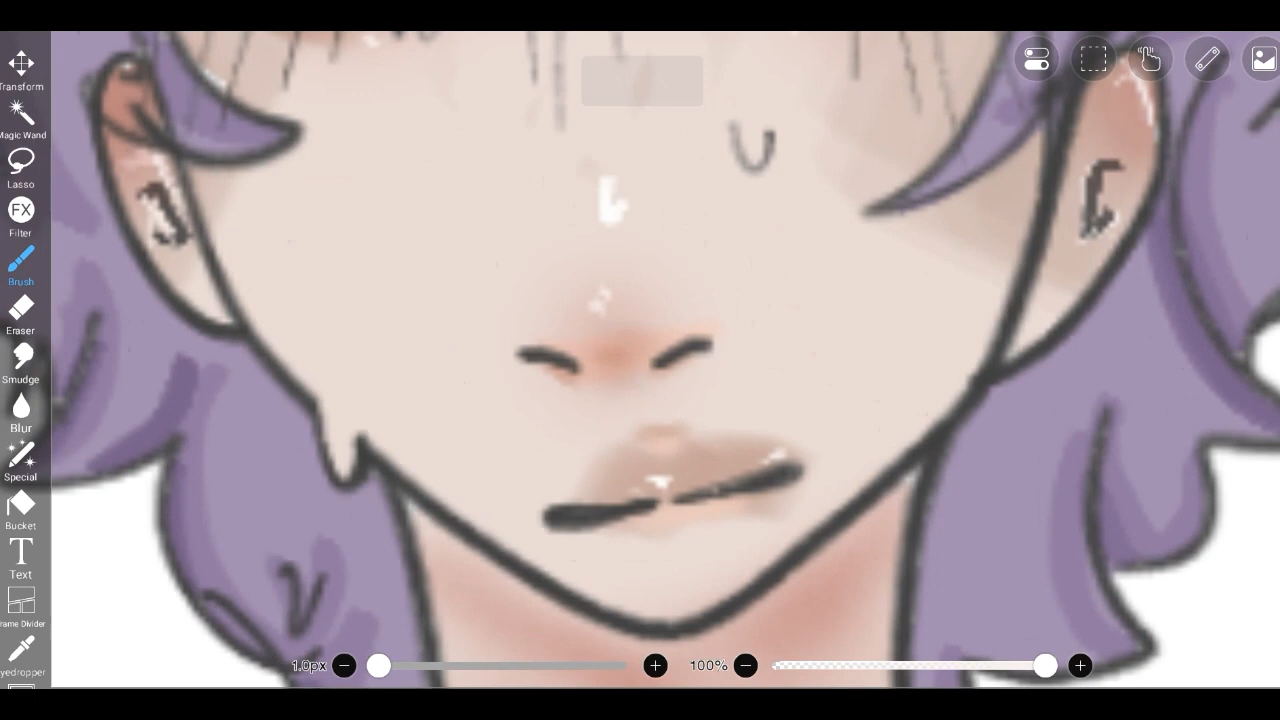 Transform
Magic Wand
Lasso
FX
Filter
Brush
Eraser
Smudge
Blur
Special
Bucket
T
Text
rame Divider
yedropper
1.0px
100%